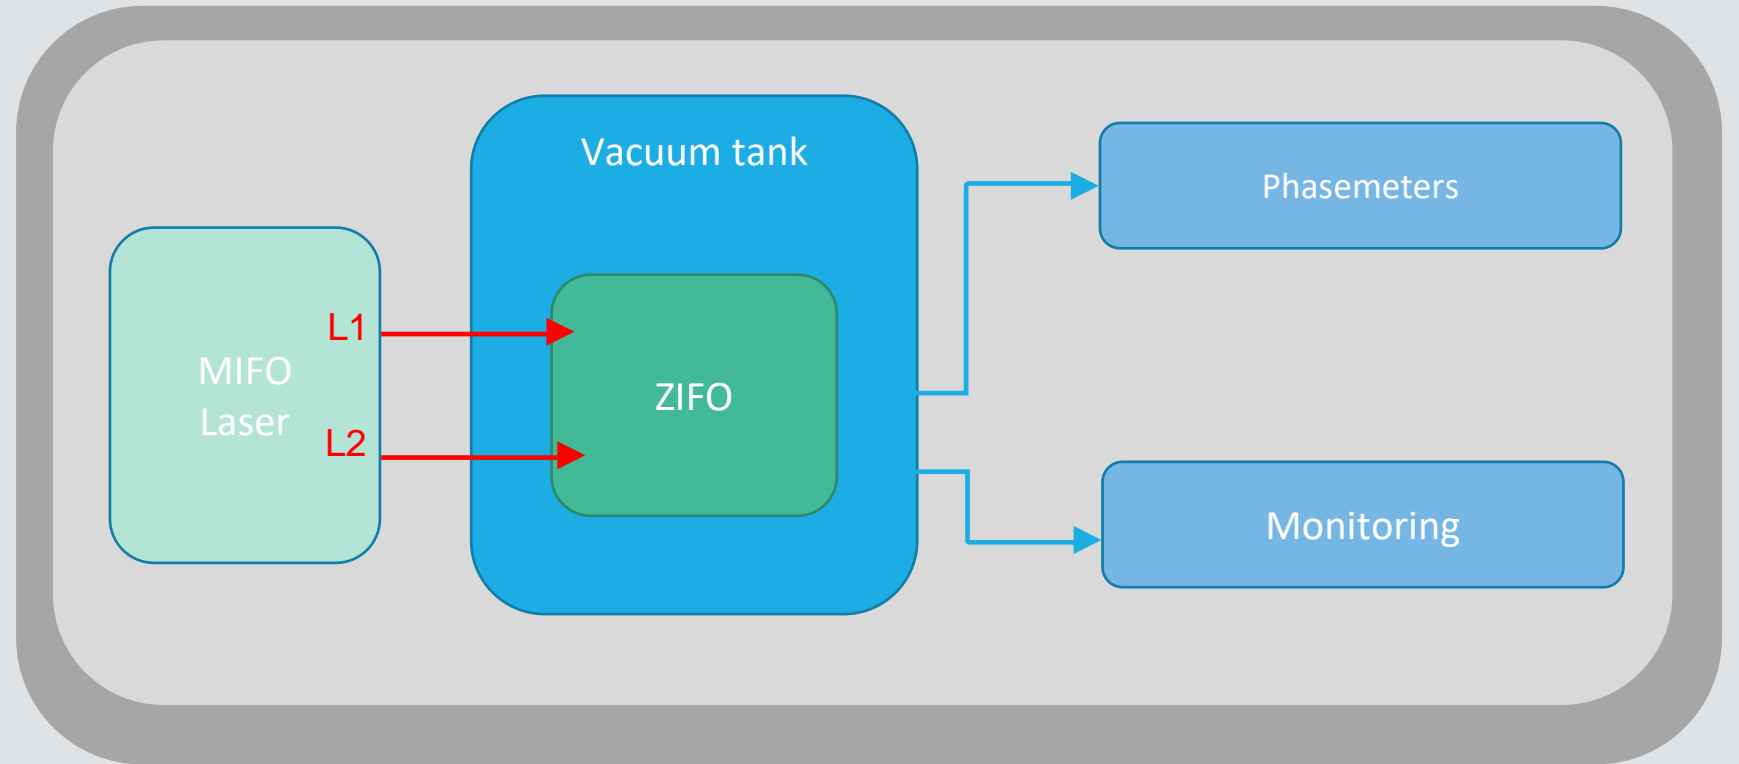 Vacuum tank
Phasemeters
L1
MIFO
Laser
ZIFO
L2
Monitoring